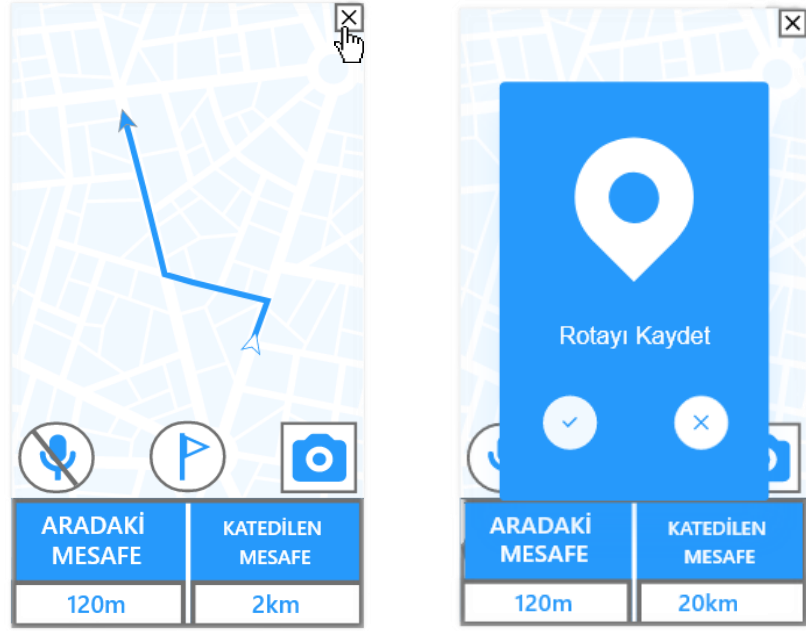 ARADAKİ
MESAFE
KATEDİLEN
MESAFE
120m
2km
Rotayı Kaydet
ARADAKİ
MESAFE
KATEDİLEN
MESAFE
120m
20km